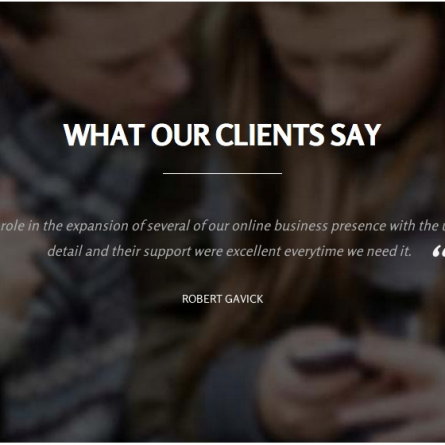 WHAT OUR CLIENTS SAY
role in the expansion of several of our online business presence with the
detail and their support were excellent everytime we need it. “
ROBERT GAVICK